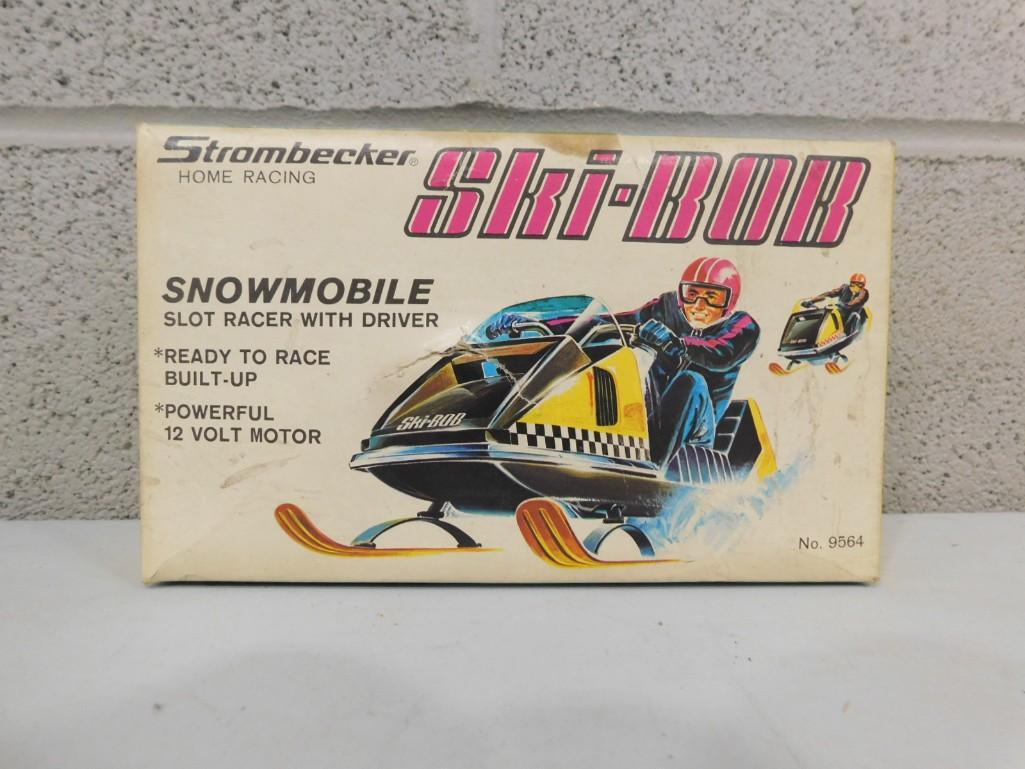 Strombecker®
HOME RACING
Ski-BOB
SNOWMOBILE
SLOT RACER WITH DRIVER
*READY TO RACE
BUILT-UP
*POWERFUL
12 VOLT MOTOR
Ski-BOB
No. 9564